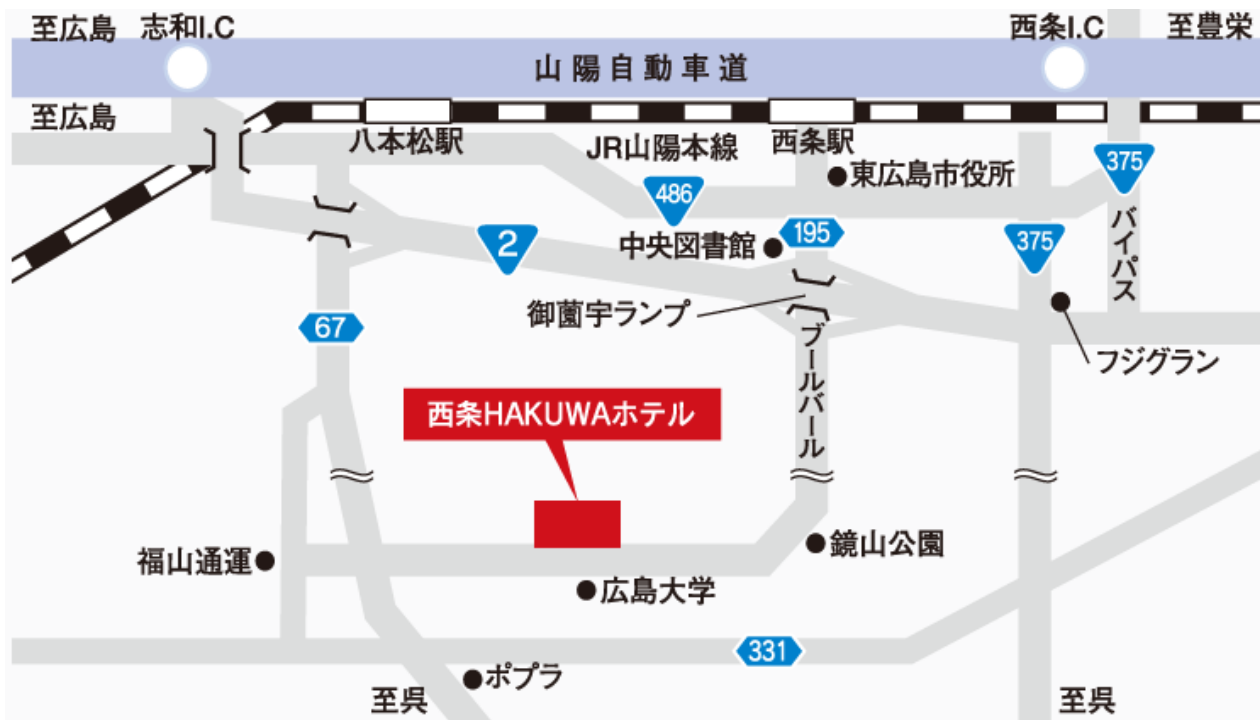 至広島
志和I.C
西条I.C
至豊栄
山陽自動車道
至広島
八本松駅
JR山陽本線
西条駅
東広島市役所
375
486
バイパス
195
中央図書館
2
375
御薗宇ランプ
67
ブールバール
フジグラン
西条HAKUWAホテル
福山通運
鏡山公園
広島大学
331
ポプラ
至呉
至呉